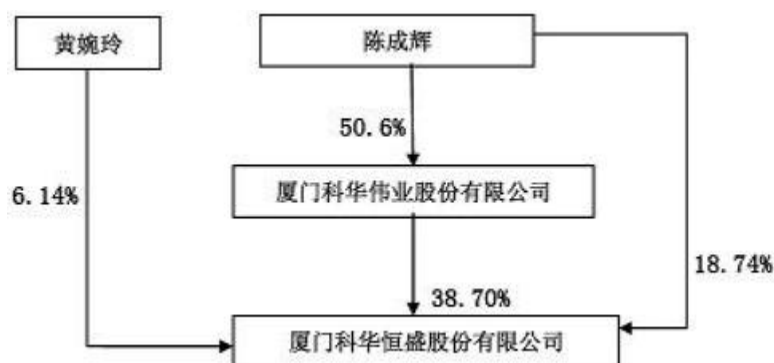 黄婉玲
陈成辉
50.6%
厦门科华伟业股份有限公司
6.14%
18.74%
38.70%
厦门科华恒盛股份有限公司